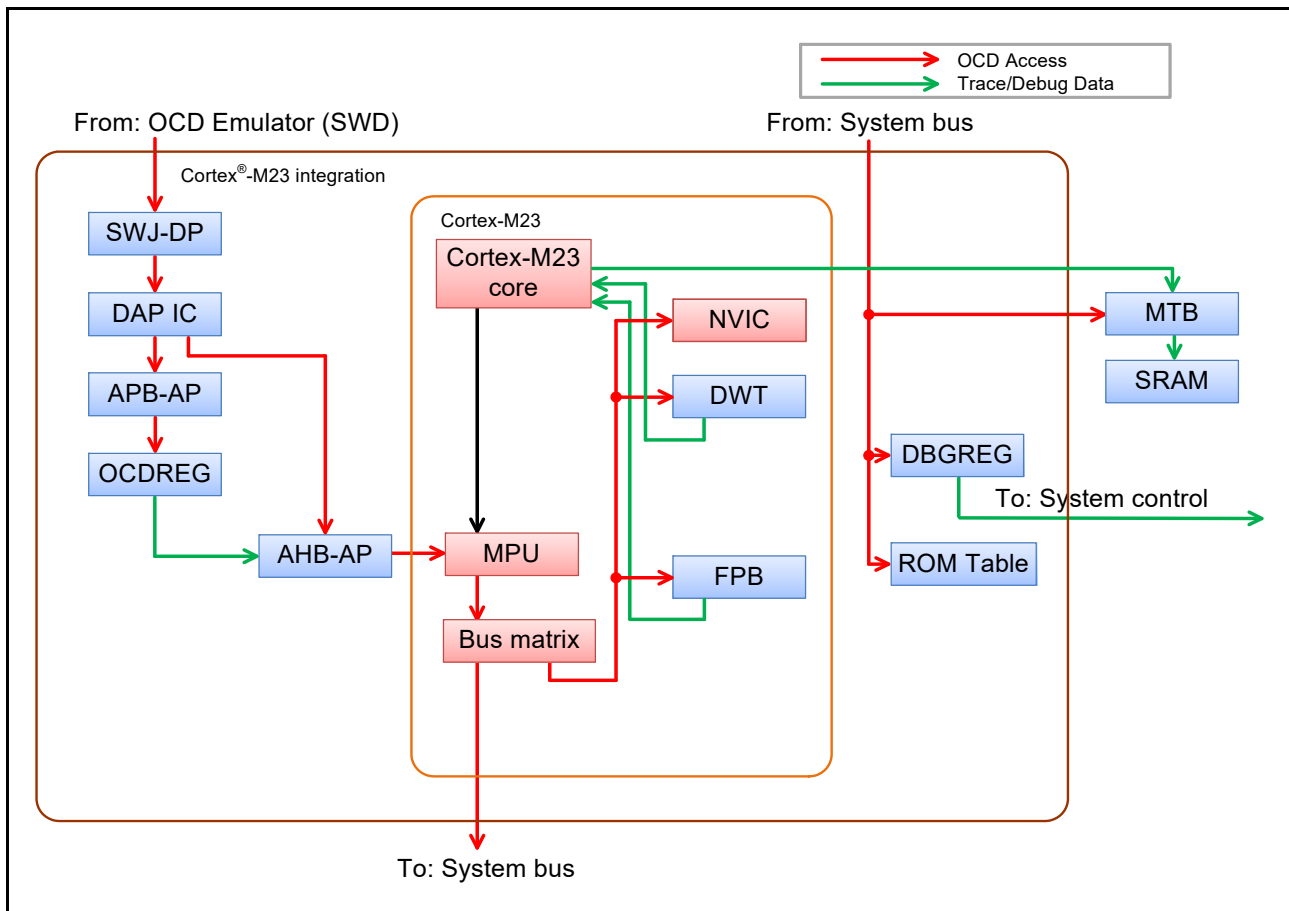 OCD Access
Trace/Debug Data
From: OCD Emulator (SWD)
From: System bus
Cortex®-M23 integration
SWJ-DP
DAP IC
APB-AP
OCDREG
AHB-AP
Cortex-M23
Cortex-M23
core
NVIC
DWT
MPU
FPB
Bus matrix
MTB
SRAM
DBGREG
To: System control
ROM Table
To: System bus